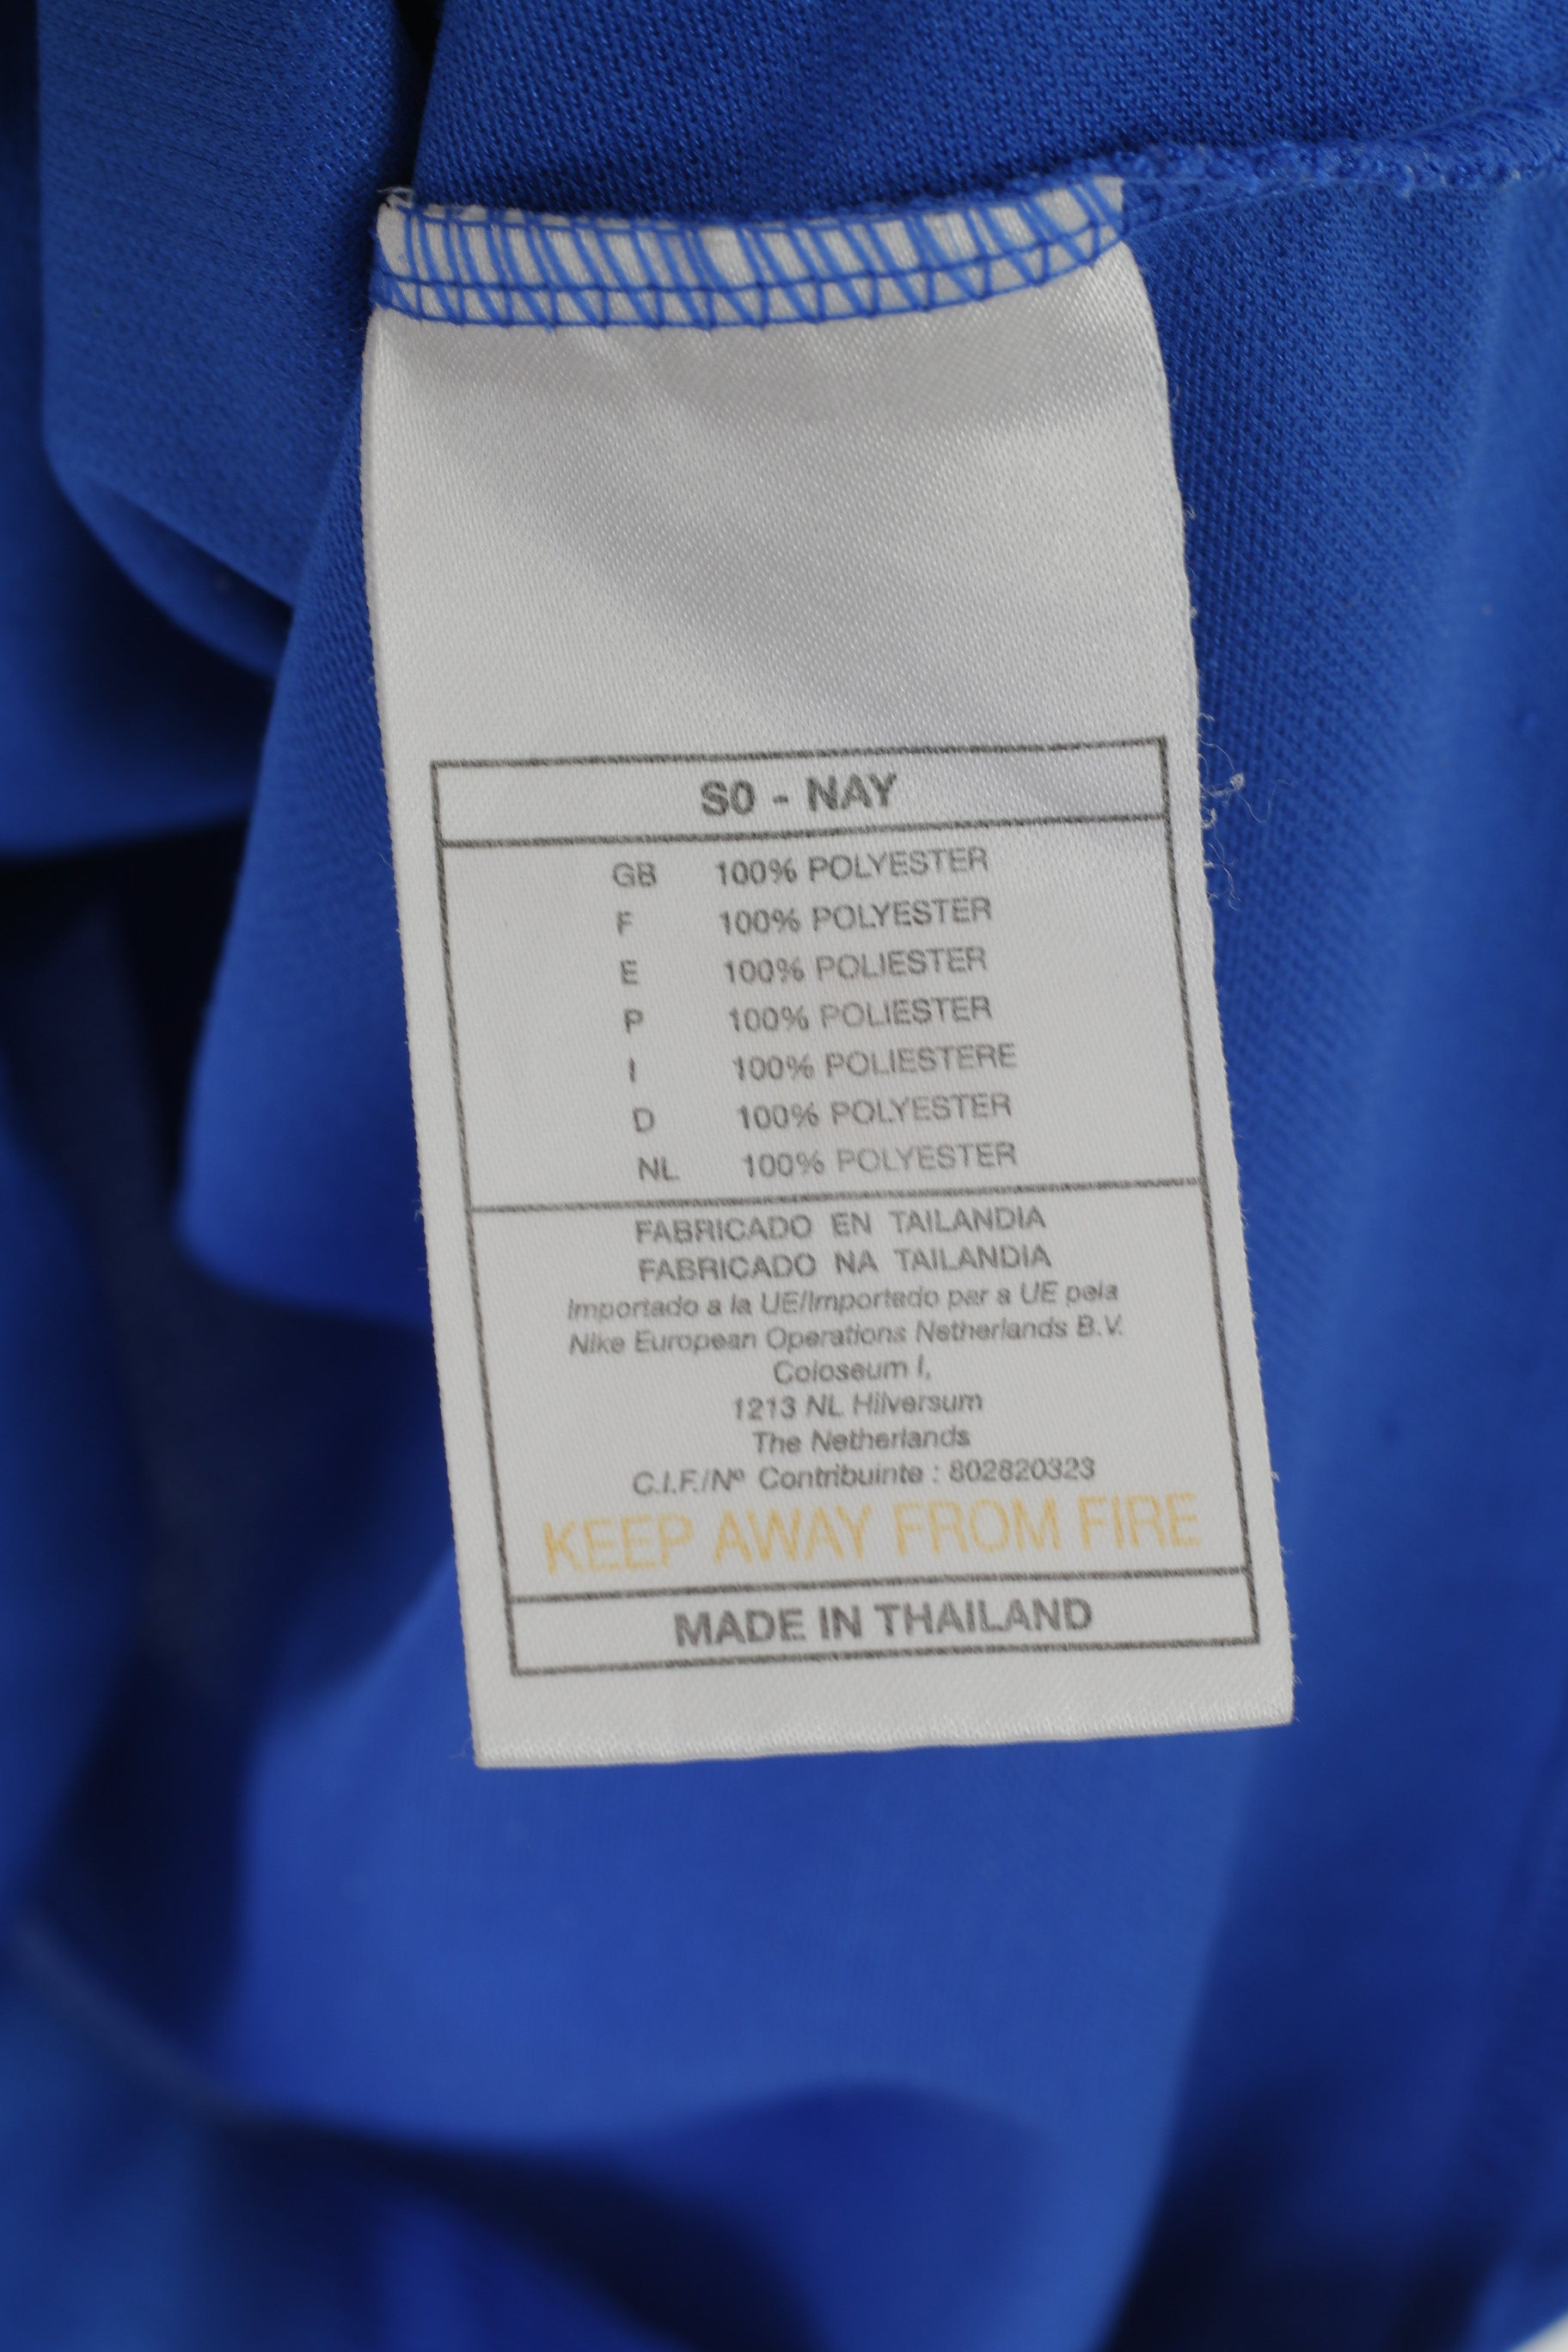 S0 - NAY
GB 100% POLYESTER
F 100% POLYESTER
E 100% POLIESTER
P 100% POLIESTER
I 100% POLIESTERE
D 100% POLYESTER
NL 100% POLYESTER
FABRICADO EN TAILANDIA
FABRICADO NA TAILANDIA
Importado a la UE/Importado par a UE pela
Nike European Operations Netherlands B.V.
Coloseum I,
1213 NL Hilversum
The Netherlands
C.I.F./Nº Contribuinte : 802820323
KEEP AWAY FROM FIRE
MADE IN THAILAND